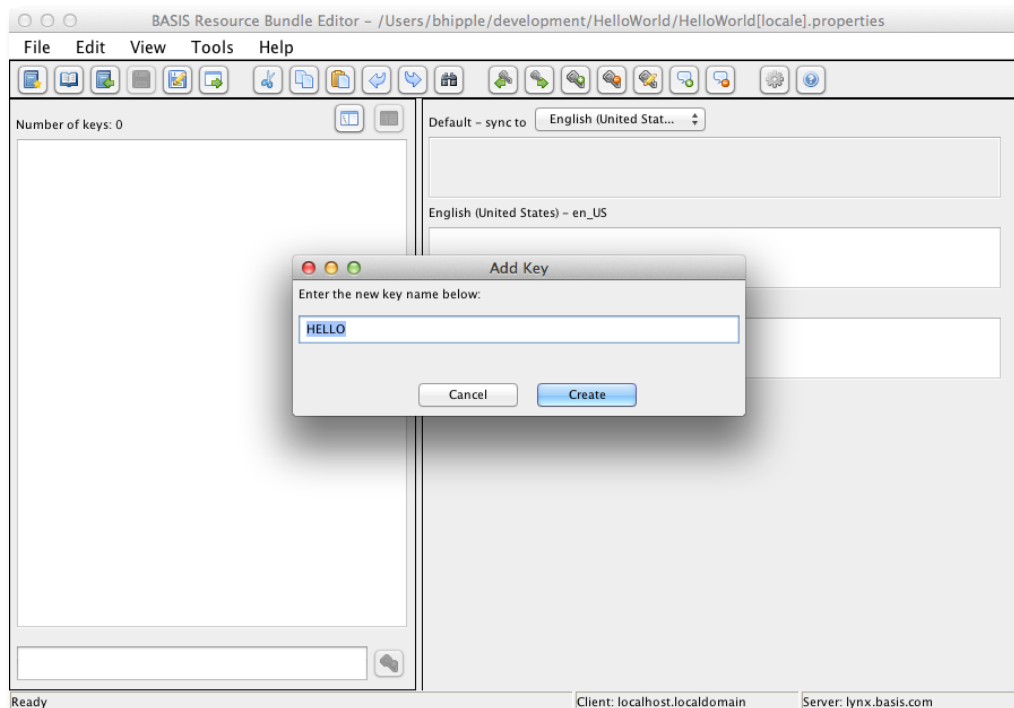 BASIS Resource Bundle Editor – /Users/bhipple/development/HelloWorld/HelloWorld[locale].properties
File Edit View Tools Help
Number of keys: 0
Default – sync to English (United Stat...
English (United States) – en_US
Add Key
Enter the new key name below:
HELLO
Cancel Create
Ready Client: localhost.localdomain Server: lynx.basis.com